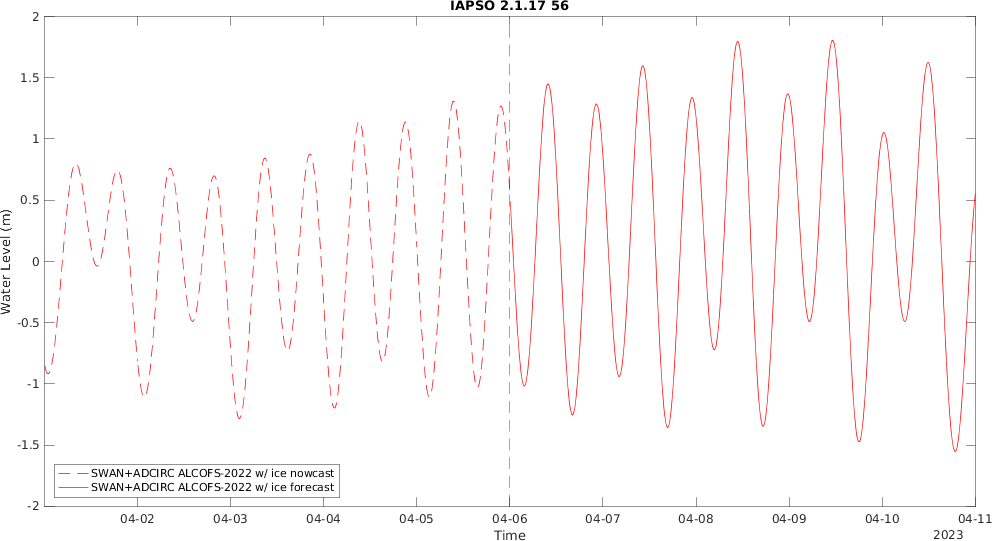 IAPSO 2.1.17 56
2
1.5
1
0.5
0
-0.5
-1
-1.5
-2
Water Level (m)
SWAN+ADCIRC ALCOFS-2022 w/ ice nowcast
SWAN+ADCIRC ALCOFS-2022 w/ ice forecast
04-02 04-03 04-04 04-05 04-06 04-07 04-08 04-09 04-10 04-11
Time
2023